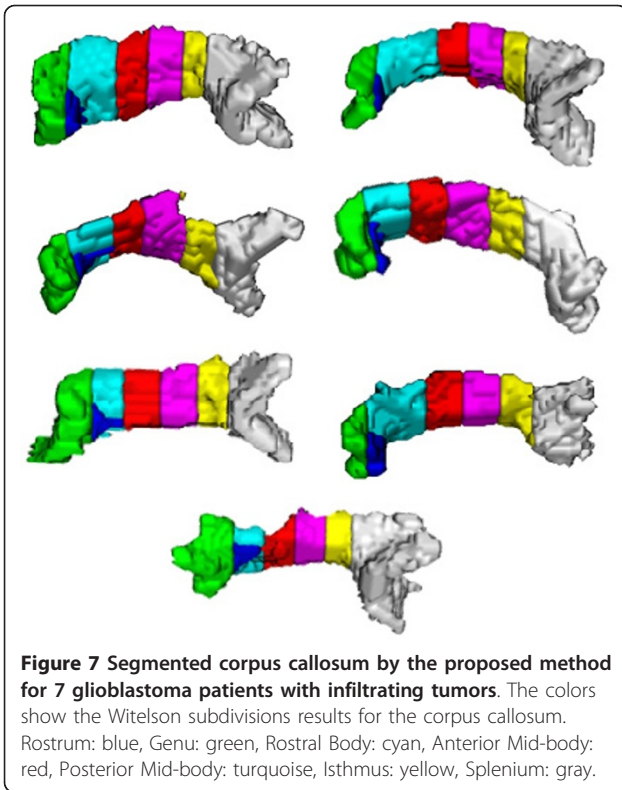 Figure 7 Segmented corpus callosum by the proposed method
for 7 glioblastoma patients with infiltrating tumors. The colors
show the Witelson subdivisions results for the corpus callosum.
Rostrum: blue, Genu: green, Rostral Body: cyan, Anterior Mid-body:
red, Posterior Mid-body: turquoise, Isthmus: yellow, Splenium: gray.